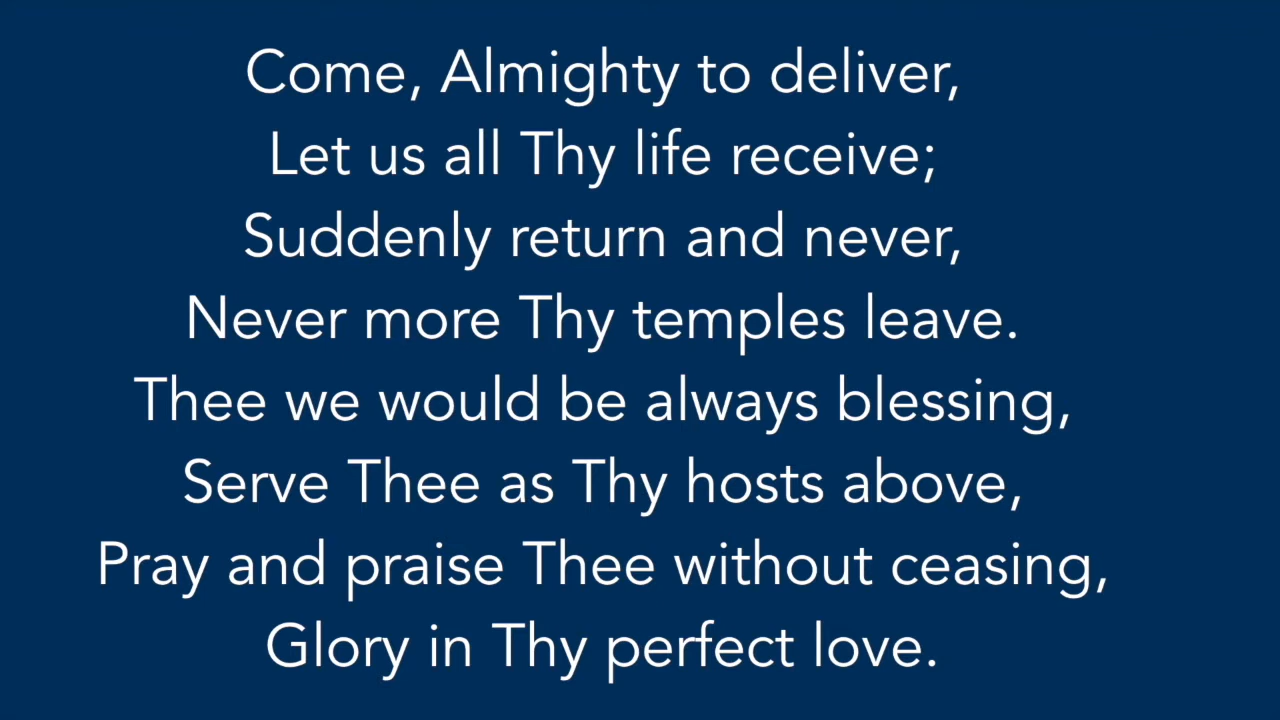 Come, Almighty to deliver,
Let us all Thy life receive;
Suddenly return and never,
Never more Thy temples leave.
Thee we would be always blessing,
Serve Thee as Thy hosts above,
Pray and praise Thee without ceasing,
Glory in Thy perfect love.